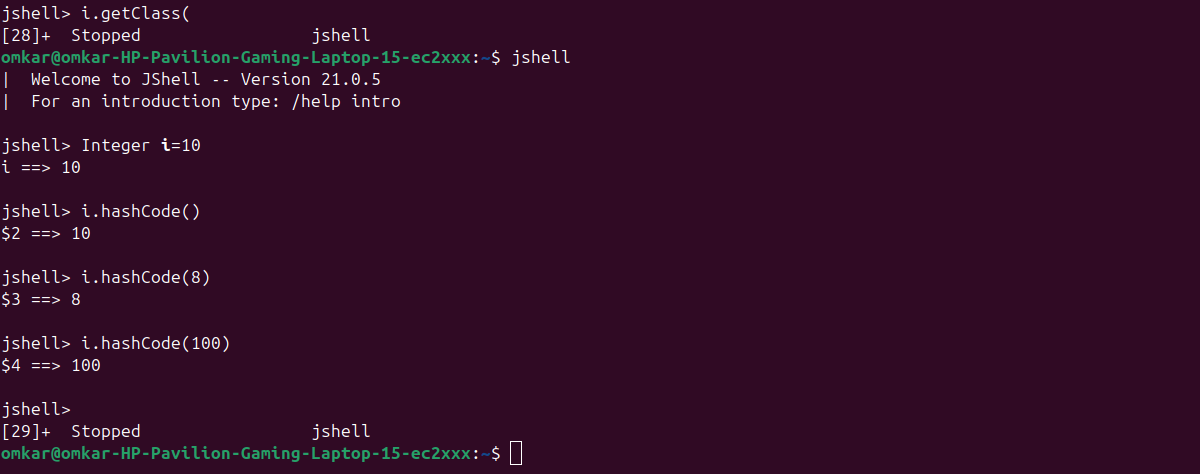 jshell> i.getClass(
[28]+  Stopped                 jshell
omkar@omkar-HP-Pavilion-Gaming-Laptop-15-ec2xxx:~$ jshell
|  Welcome to JShell -- Version 21.0.5
|  For an introduction type: /help intro
jshell> Integer i=10
i ==> 10
jshell> i.hashCode()
$2 ==> 10
jshell> i.hashCode(8)
$3 ==> 8
jshell> i.hashCode(100)
$4 ==> 100
jshell>
[29]+  Stopped                 jshell
omkar@omkar-HP-Pavilion-Gaming-Laptop-15-ec2xxx:~$